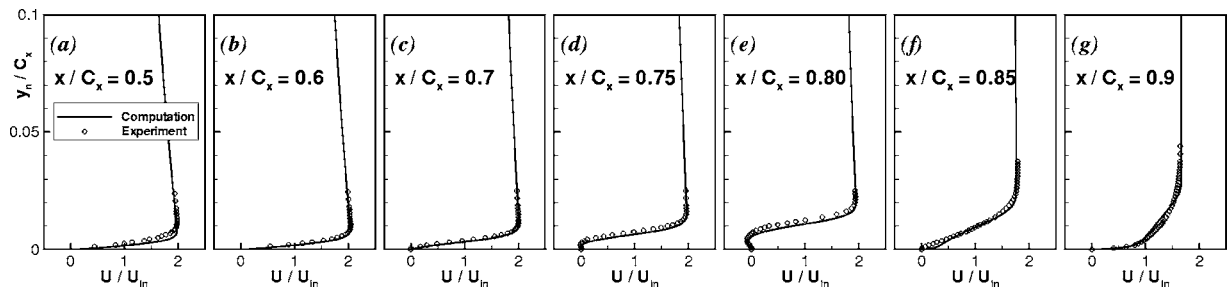 0.1
0.05
0
y_n / C_x
(a)
x / C_x = 0.5
Computation
Experiment
0 1 2
U / U_in
(b)
x / C_x = 0.6
0 1 2
U / U_in
(c)
x / C_x = 0.7
0 1 2
U / U_in
(d)
x / C_x = 0.75
0 1 2
U / U_in
(e)
x / C_x = 0.80
0 1 2
U / U_in
(f)
x / C_x = 0.85
0 1 2
U / U_in
(g)
x / C_x = 0.9
0 1 2
U / U_in